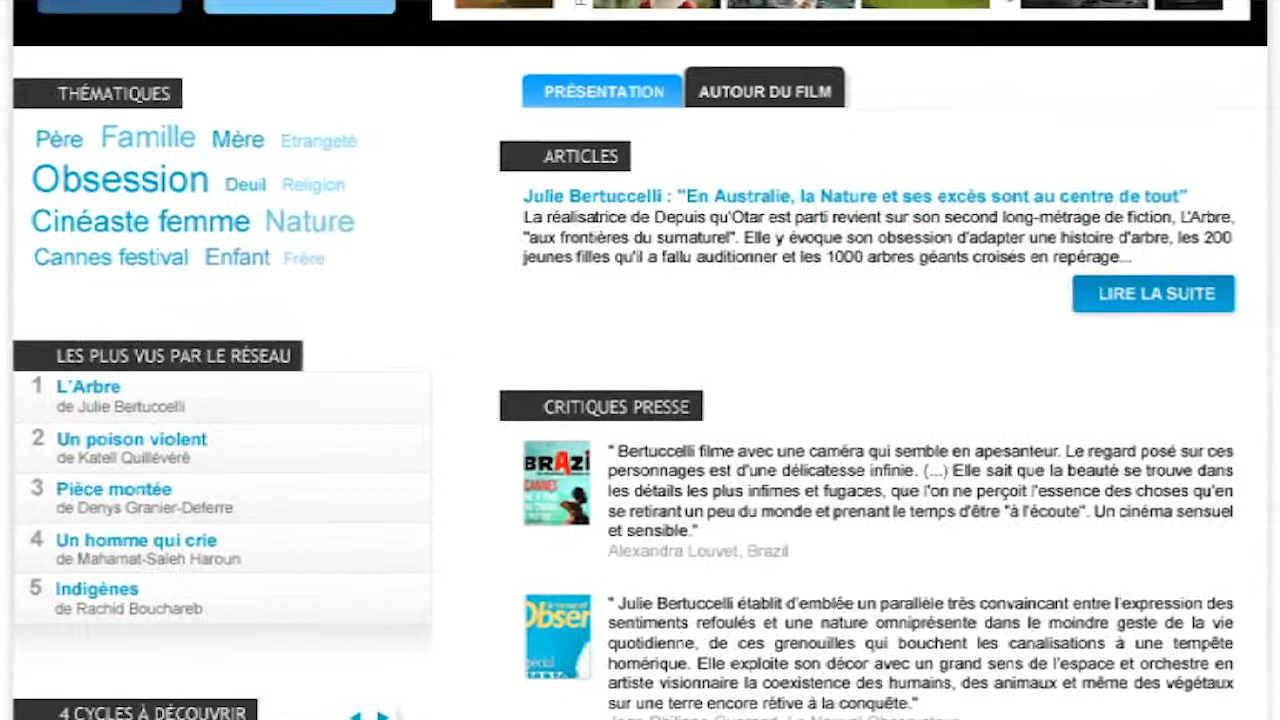 THÉMATIQUES
Père Famille Mère Etrangeté
Obsession Deuil Religion
Cinéaste femme Nature
Cannes festival Enfant Frère
LES PLUS VUS PAR LE RÉSEAU
1 L'Arbre
de Julie Bertuccelli
2 Un poison violent
de Katell Quillévéré
3 Pièce montée
de Denys Granier-Deferre
4 Un homme qui crie
de Mahamat-Saleh Haroun
5 Indigènes
de Rachid Bouchareb
4 CYCLES À DÉCOUVRIR
PRÉSENTATION
AUTOUR DU FILM
ARTICLES
Julie Bertuccelli : "En Australie, la Nature et ses excès sont au centre de tout"
La réalisatrice de Depuis qu'Otar est parti revient sur son second long-métrage de fiction, L'Arbre,
"aux frontières du surnaturel". Elle y évoque son obsession d'adapter une histoire d'arbre, les 200
jeunes filles qu'il a fallu auditionner et les 1000 arbres géants croisés en repérage...
LIRE LA SUITE
CRITIQUES PRESSE
BRAZI
CANNES
" Bertuccelli filme avec une caméra qui semble en apesanteur. Le regard posé sur ces
personnages est d'une délicatesse infinie. (...) Elle sait que la beauté se trouve dans
les détails les plus infimes et fugaces, que l'on ne perçoit l'essence des choses qu'en
se retirant un peu du monde et prenant le temps d'être "à l'écoute". Un cinéma sensuel
et sensible."
Alexandra Louvet, Brazil
Obser
" Julie Bertuccelli établit d'emblée un parallèle très convaincant entre l'expression des
sentiments refoulés et une nature omniprésente dans le moindre geste de la vie
quotidienne, de ces grenouilles qui bouchent les canalisations à une tempête
homérique. Elle exploite son décor avec un grand sens de l'espace et orchestre en
artiste visionnaire la coexistence des humains, des animaux et même des végétaux
sur une terre encore rétive à la conquête."